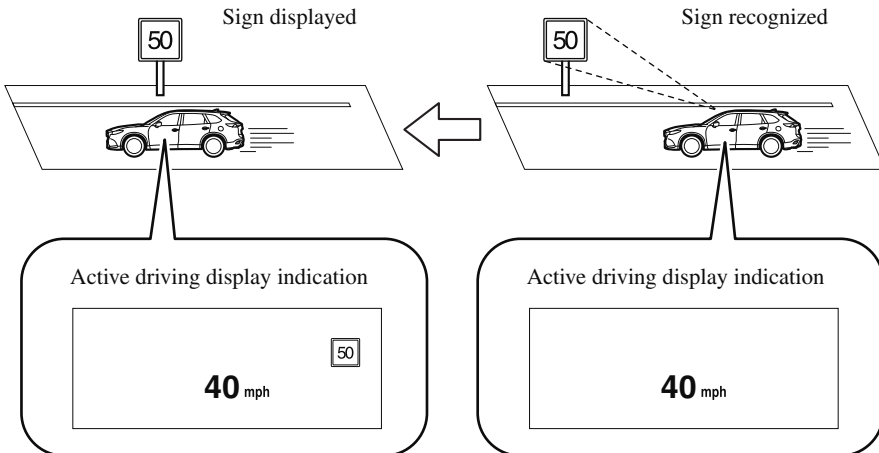 Sign displayed
50
Active driving display indication
50
40 mph
Sign recognized
50
Active driving display indication
40 mph